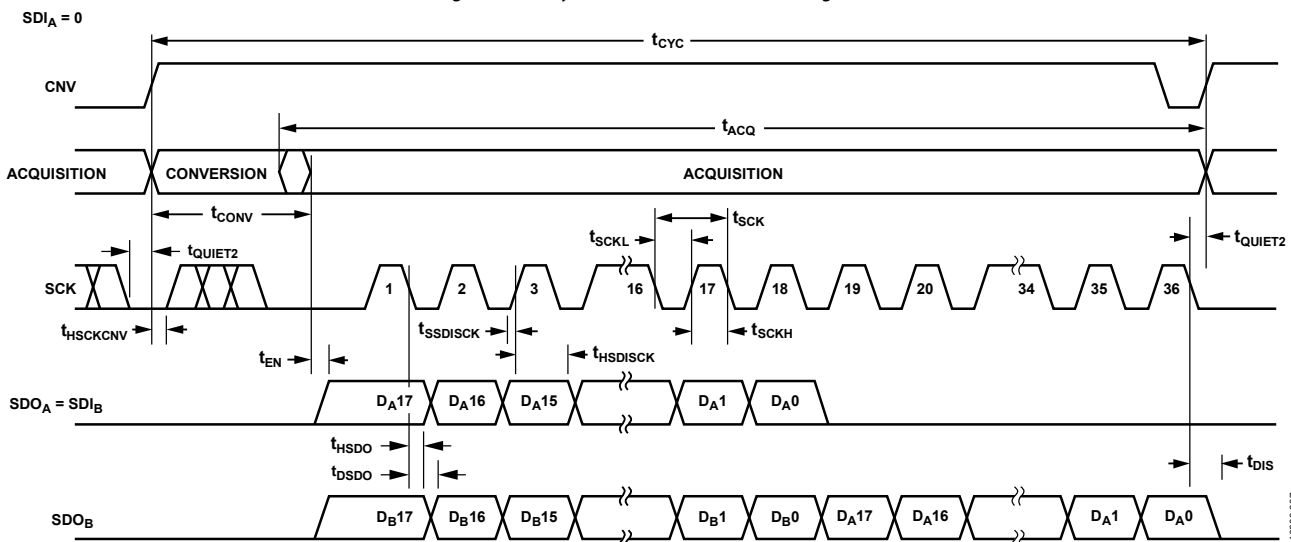 SDIA = 0
tCYC
CNV
tACQ
ACQUISITION CONVERSION ACQUISITION
tCONV
tSCK
tSCKL
tQUIET2 tQUIET2
SCK 1 2 3 16 17 18 19 20 34 35 36
tHSCKCNV tSSDISCK tSCKH
tEN tHSDISCK
SDOA = SDIB DA17 DA16 DA15 DA1 DA0
tHSDO
tDSDO tDIS
SDOB DB17 DB16 DB15 DB1 DB0 DA17 DA16 DA1 DA0